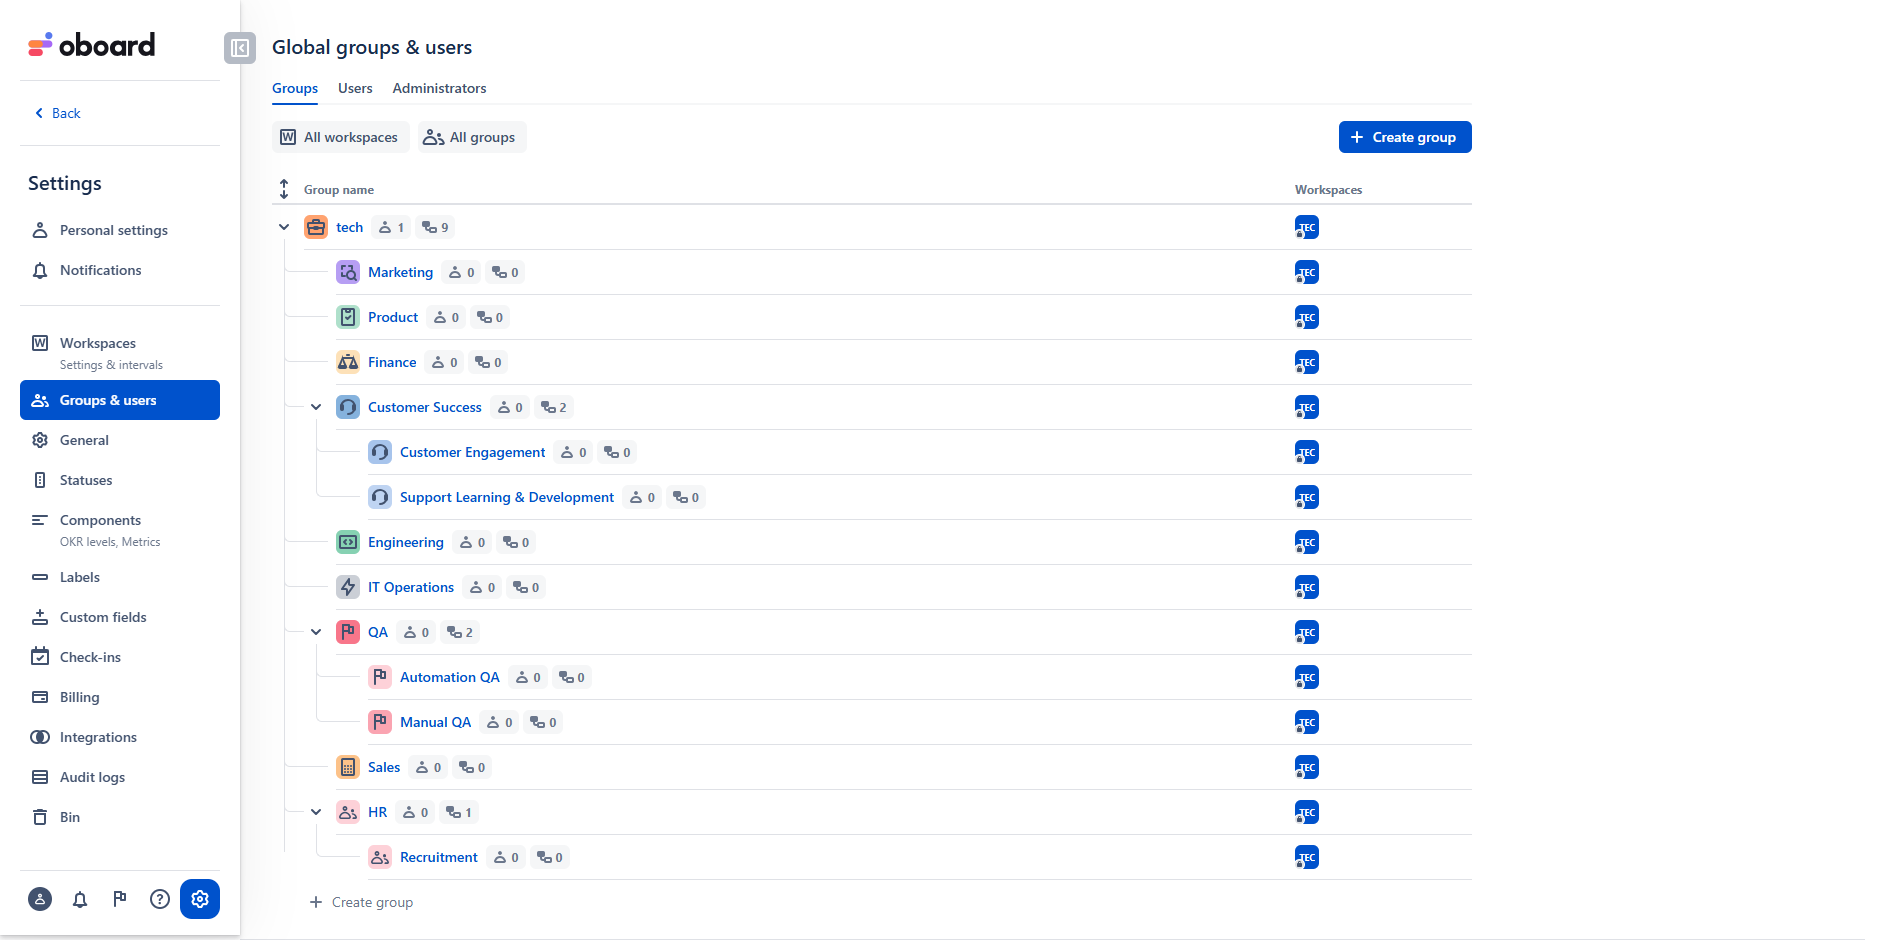 oboard
Back
Settings
Personal settings
Notifications
W Workspaces
Settings & intervals
Groups & users
General
Statuses
Components
OKR levels, Metrics
Labels
Custom fields
Check-ins
Billing
Integrations
Audit logs
Bin
?
Global groups & users
Groups Users Administrators
W All workspaces All groups + Create group
Group name Workspaces
tech 1 9 TEC
Marketing 0 0 TEC
Product 0 0 TEC
Finance 0 0 TEC
Customer Success 0 2 TEC
Customer Engagement 0 0 TEC
Support Learning & Development 0 0 TEC
Engineering 0 0 TEC
IT Operations 0 0 TEC
QA 0 2 TEC
Automation QA 0 0 TEC
Manual QA 0 0 TEC
Sales 0 0 TEC
HR 0 1 TEC
Recruitment 0 0 TEC
+ Create group